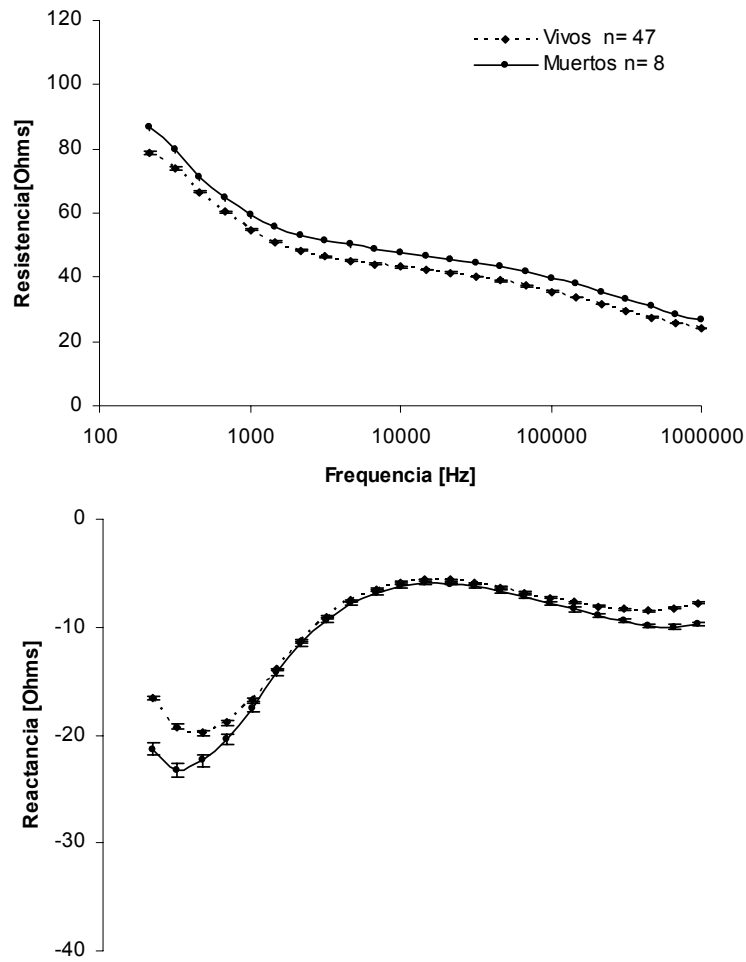 120
100
80
60
40
20
0
Resistencia[Ohms]
Vivos n= 47
Muertos n= 8
100 1000 10000 100000 1000000
Frequencia [Hz]
0
-10
-20
-30
-40
Reactancia [Ohms]